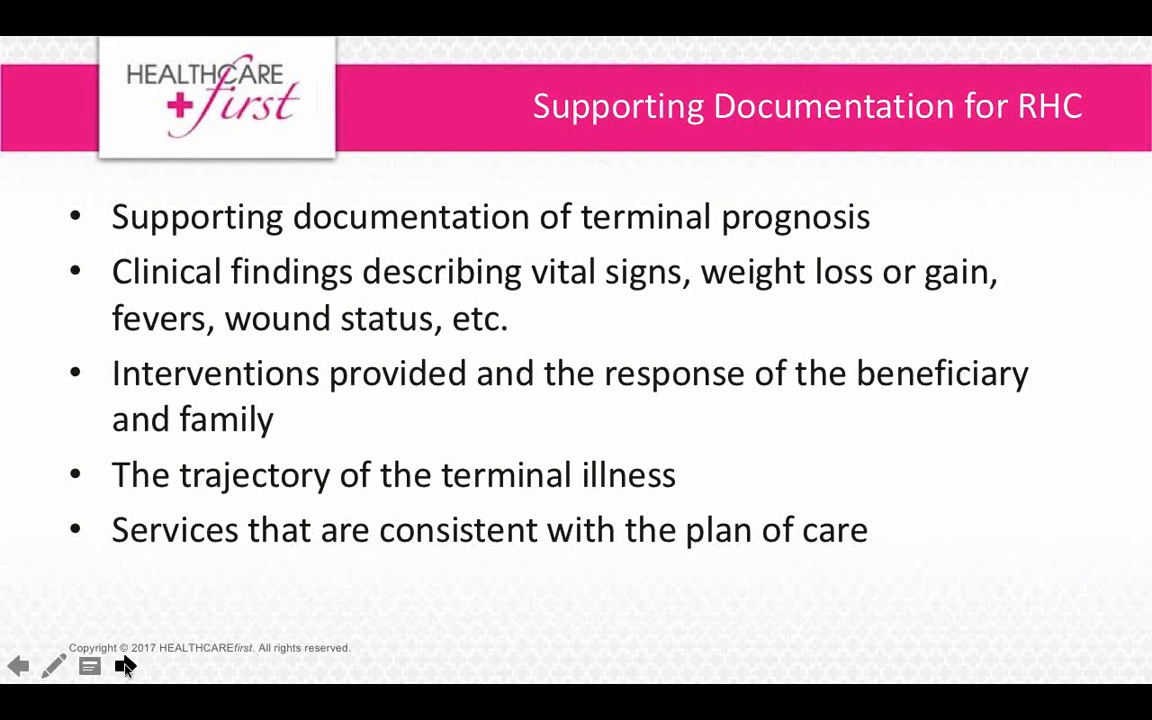 HEALTHCARE
first
Supporting Documentation for RHC
• Supporting documentation of terminal prognosis
• Clinical findings describing vital signs, weight loss or gain,
fevers, wound status, etc.
• Interventions provided and the response of the beneficiary
and family
• The trajectory of the terminal illness
• Services that are consistent with the plan of care
Copyright © 2017 HEALTHCAREfirst. All rights reserved.